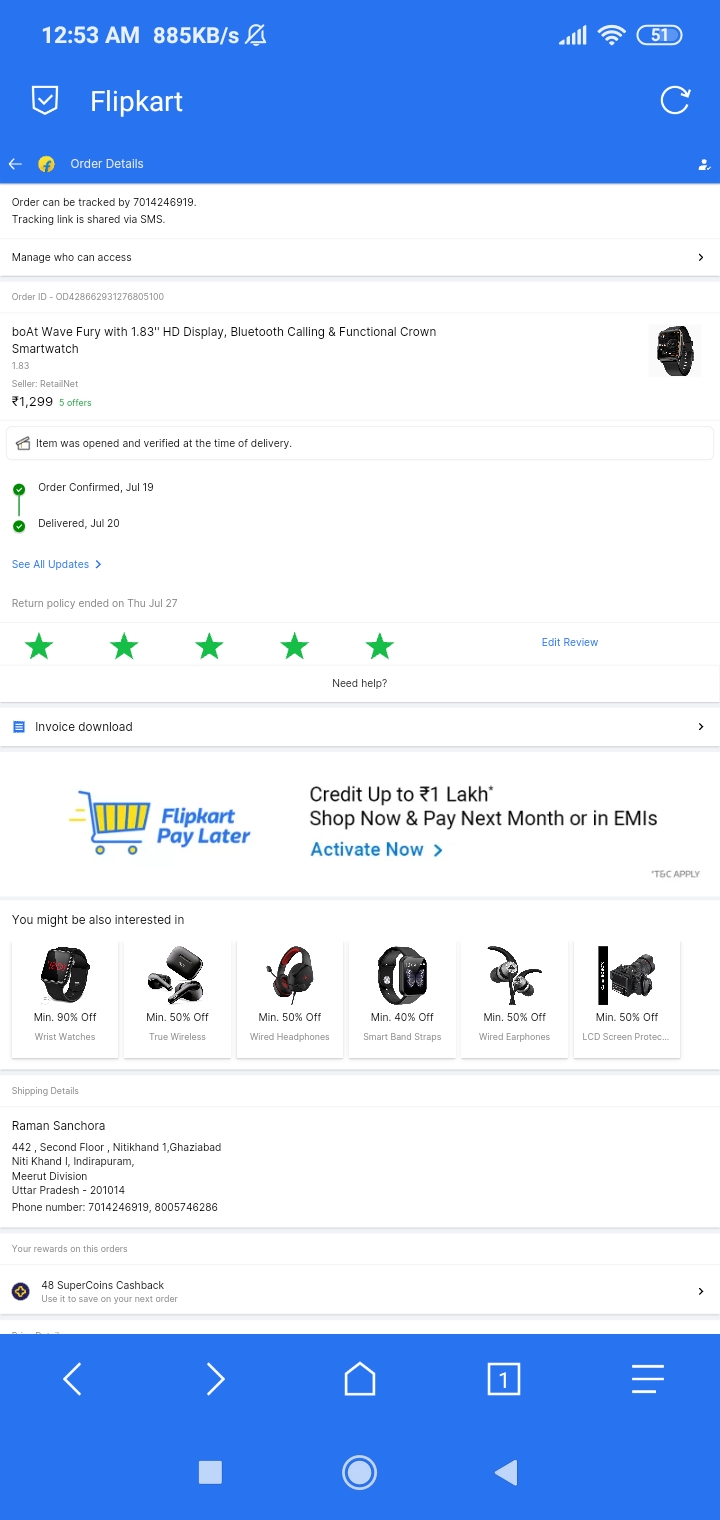 12:53 AM 885KB/s 51
Flipkart
Order Details
Order can be tracked by 7014246919.
Tracking link is shared via SMS.
Manage who can access
Order ID - OD428662931276805100
boAt Wave Fury with 1.83'' HD Display, Bluetooth Calling & Functional Crown
Smartwatch
1.83
Seller: RetailNet
₹1,299 5 offers
Item was opened and verified at the time of delivery.
Order Confirmed, Jul 19
Delivered, Jul 20
See All Updates
Return policy ended on Thu Jul 27
Edit Review
Need help?
Invoice download
Flipkart
Pay Later
Credit Up to ₹1 Lakh*
Shop Now & Pay Next Month or in EMIs
Activate Now
*T&C APPLY
You might be also interested in
Min. 90% Off Min. 50% Off Min. 50% Off Min. 40% Off Min. 50% Off Min. 50% Off
Wrist Watches True Wireless Wired Headphones Smart Band Straps Wired Earphones LCD Screen Protec...
Shipping Details
Raman Sanchora
442 , Second Floor , Nitikhand 1,Ghaziabad
Niti Khand I, Indirapuram,
Meerut Division
Uttar Pradesh - 201014
Phone number: 7014246919, 8005746286
Your rewards on this orders
48 SuperCoins Cashback
Use it to save on your next order
1